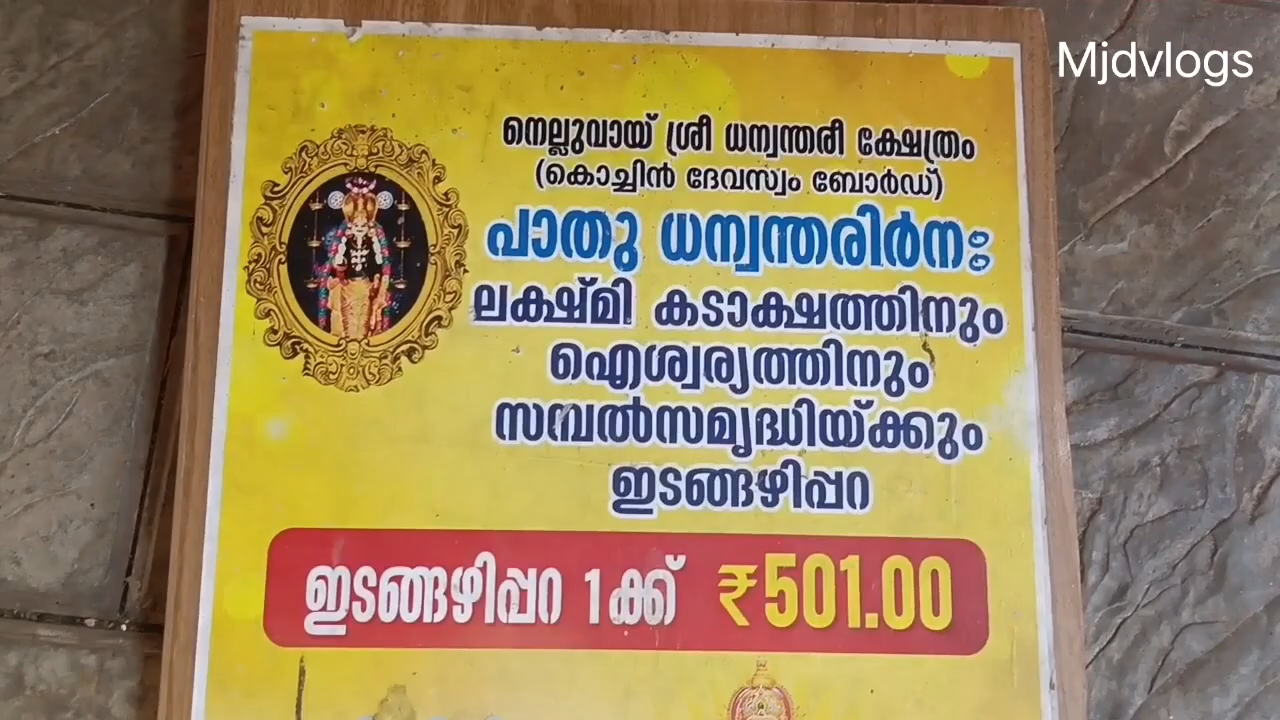 Mjdvlogs
നെല്ലുവായ് ശ്രീ ധന്വന്തരീ ക്ഷേത്രം
(കൊച്ചിൻ ദേവസ്വം ബോർഡ്)
പാതു ധന്വന്തരിർനഃ
ലക്ഷ്മി കടാക്ഷത്തിനും
ഐശ്വര്യത്തിനും
സമ്പൽസമൃദ്ധിയ്ക്കും
ഇടങ്ങഴിപ്പറ
ഇടങ്ങഴിപ്പറ 1ക്ക് ₹501.00